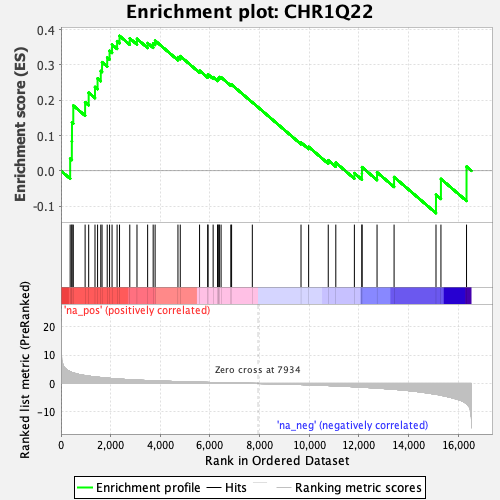 Enrichment plot: CHR1Q22
Enrichment score (ES)
0.4
0.3
0.2
0.1
0.0
-0.1
'na_pos' (positively correlated)
Ranked list metric (PreRanked)
20
10
0
-10
Zero cross at 7934
'na_neg' (negatively correlated)
0 2,000 4,000 6,000 8,000 10,000 12,000 14,000 16,000
Rank in Ordered Dataset
Enrichment profile Hits Ranking metric scores